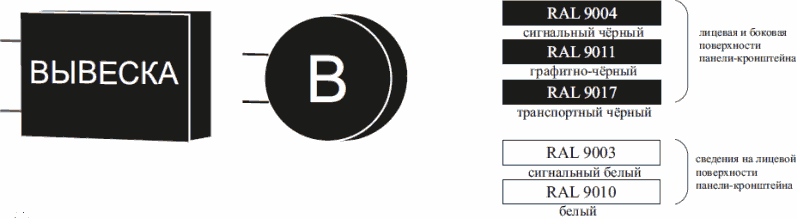 ВЫВЕСКА
В
RAL 9004
сигнальный чёрный
RAL 9011
графитно-чёрный
RAL 9017
транспортный чёрный
лицевая и боковая
поверхности
панели-кронштейна
RAL 9003
сигнальный белый
RAL 9010
белый
сведения на лицевой
поверхности
панели-кронштейна